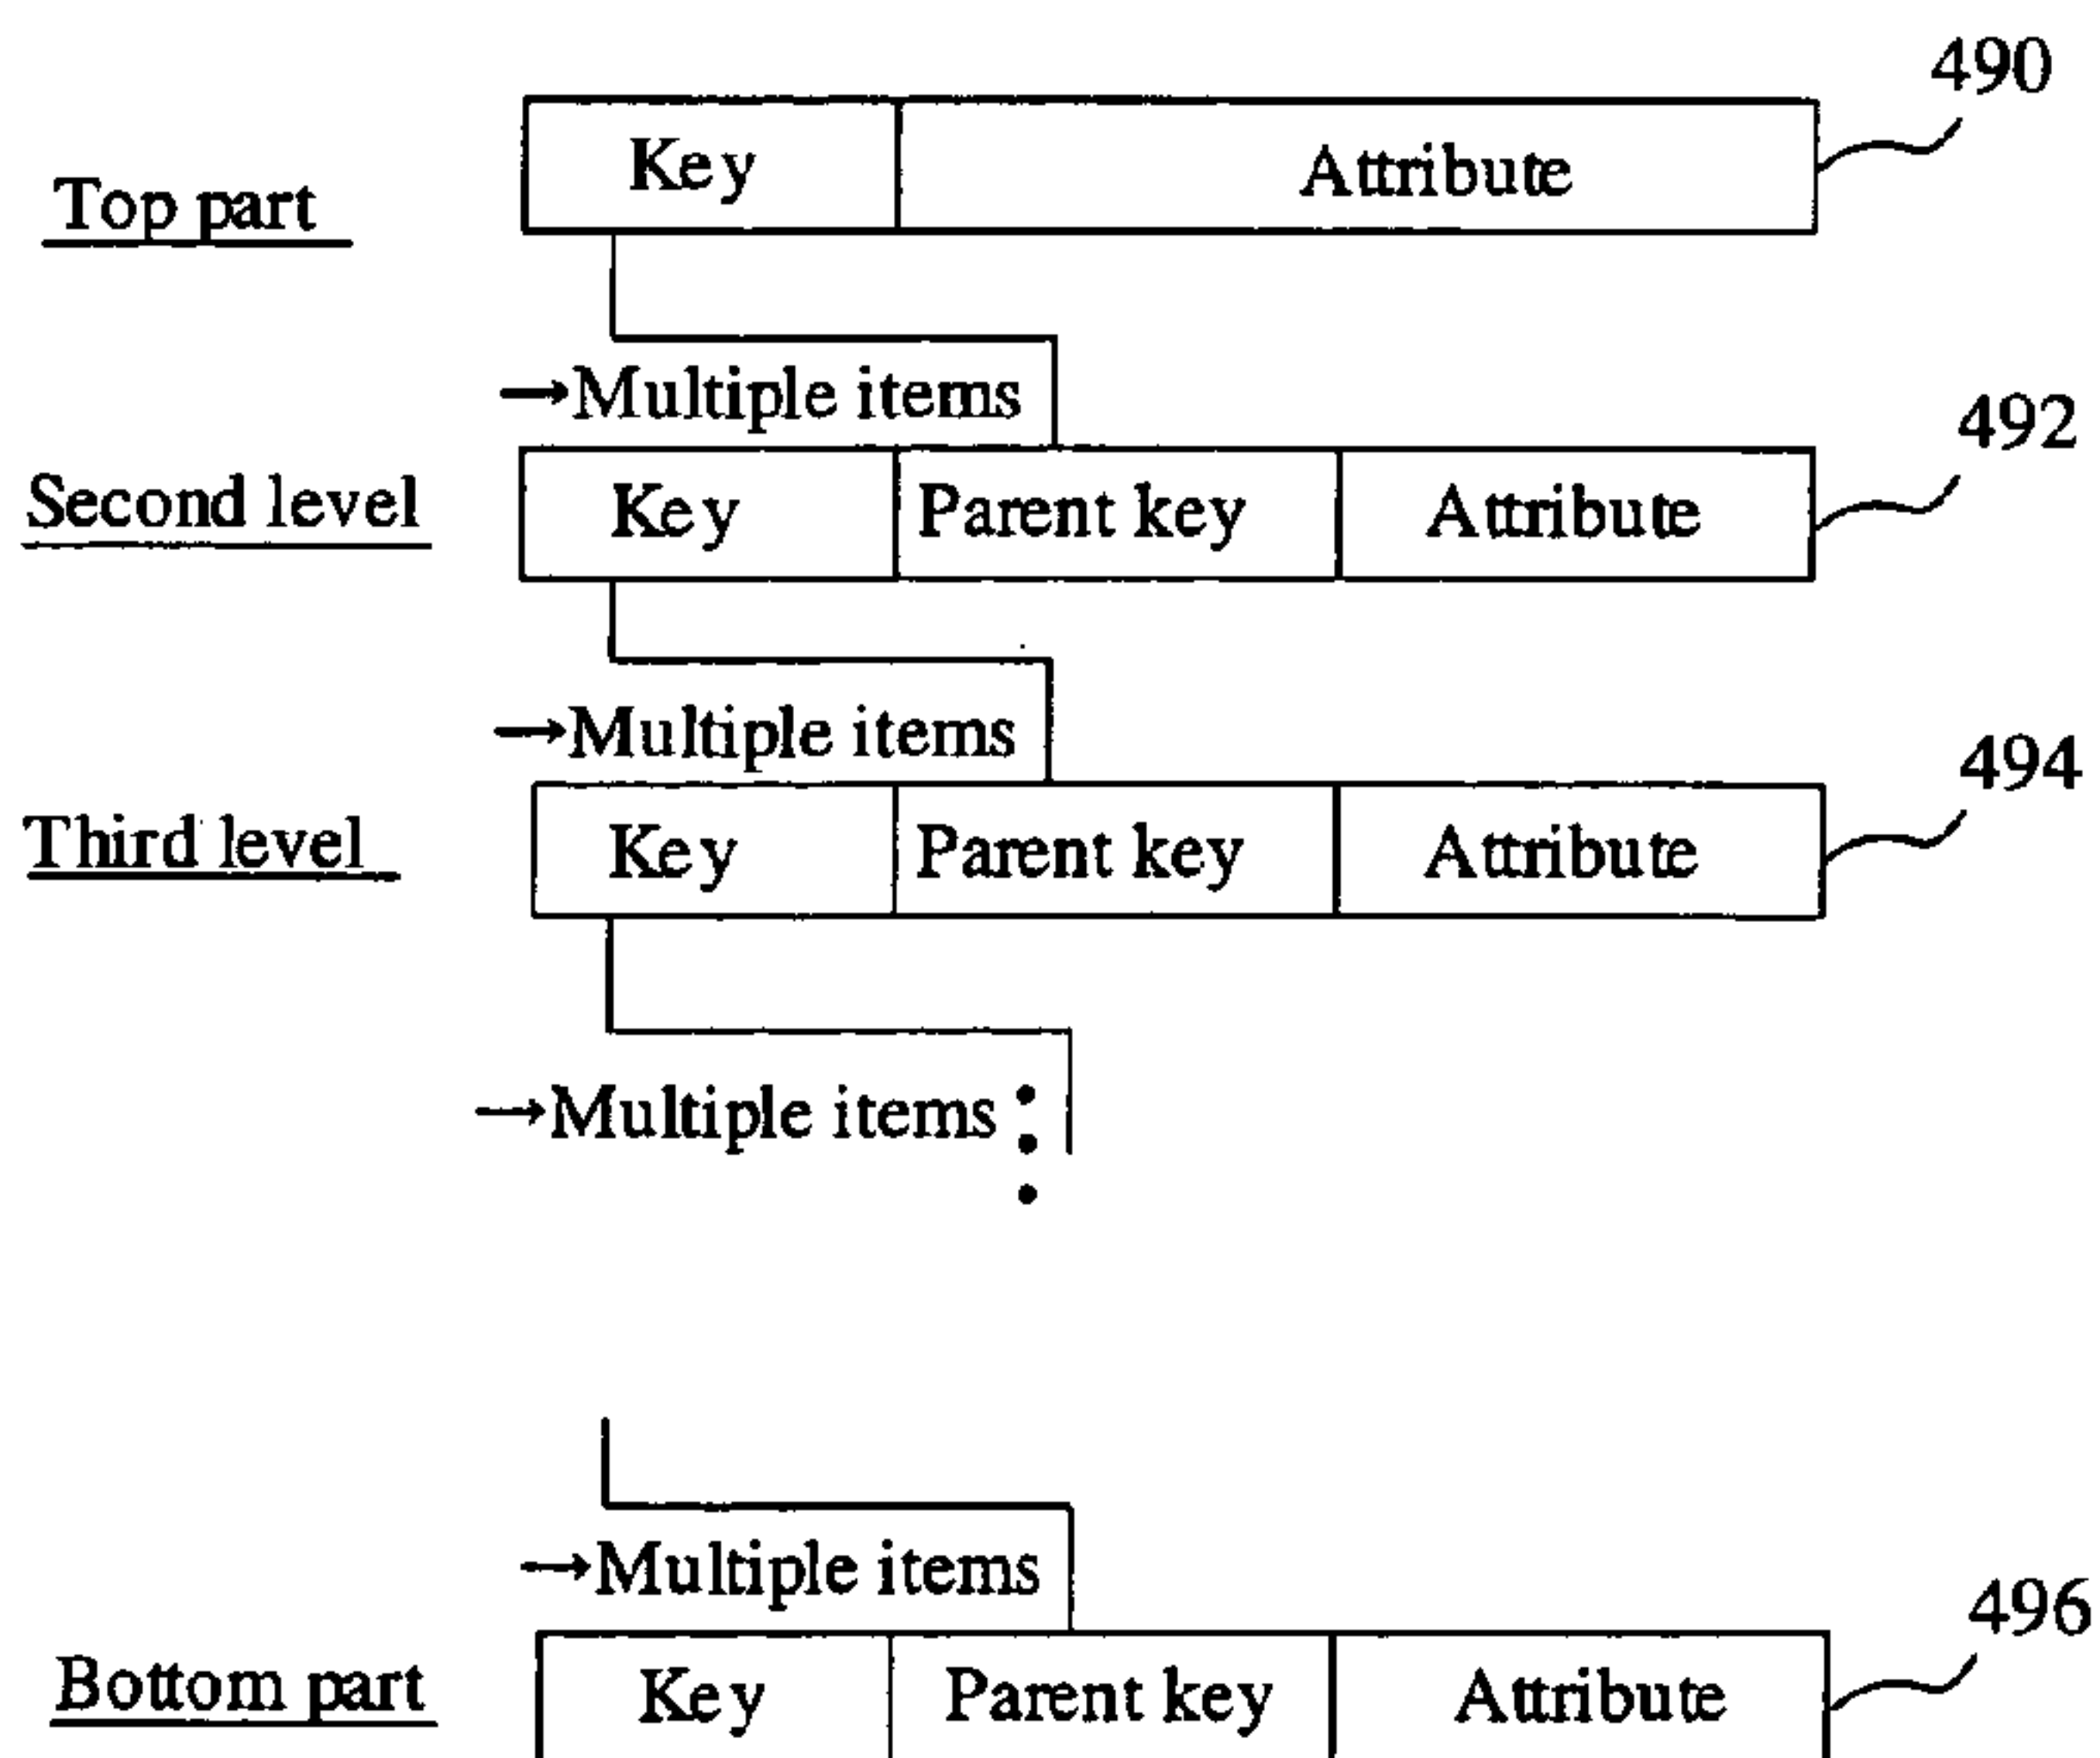 490
Key Attribute
Top part
→Multiple items
492
Second level Key Parent key Attribute
→Multiple items
494
Third level Key Parent key Attribute
→Multiple items
→Multiple items
496
Bottom part Key Parent key Attribute